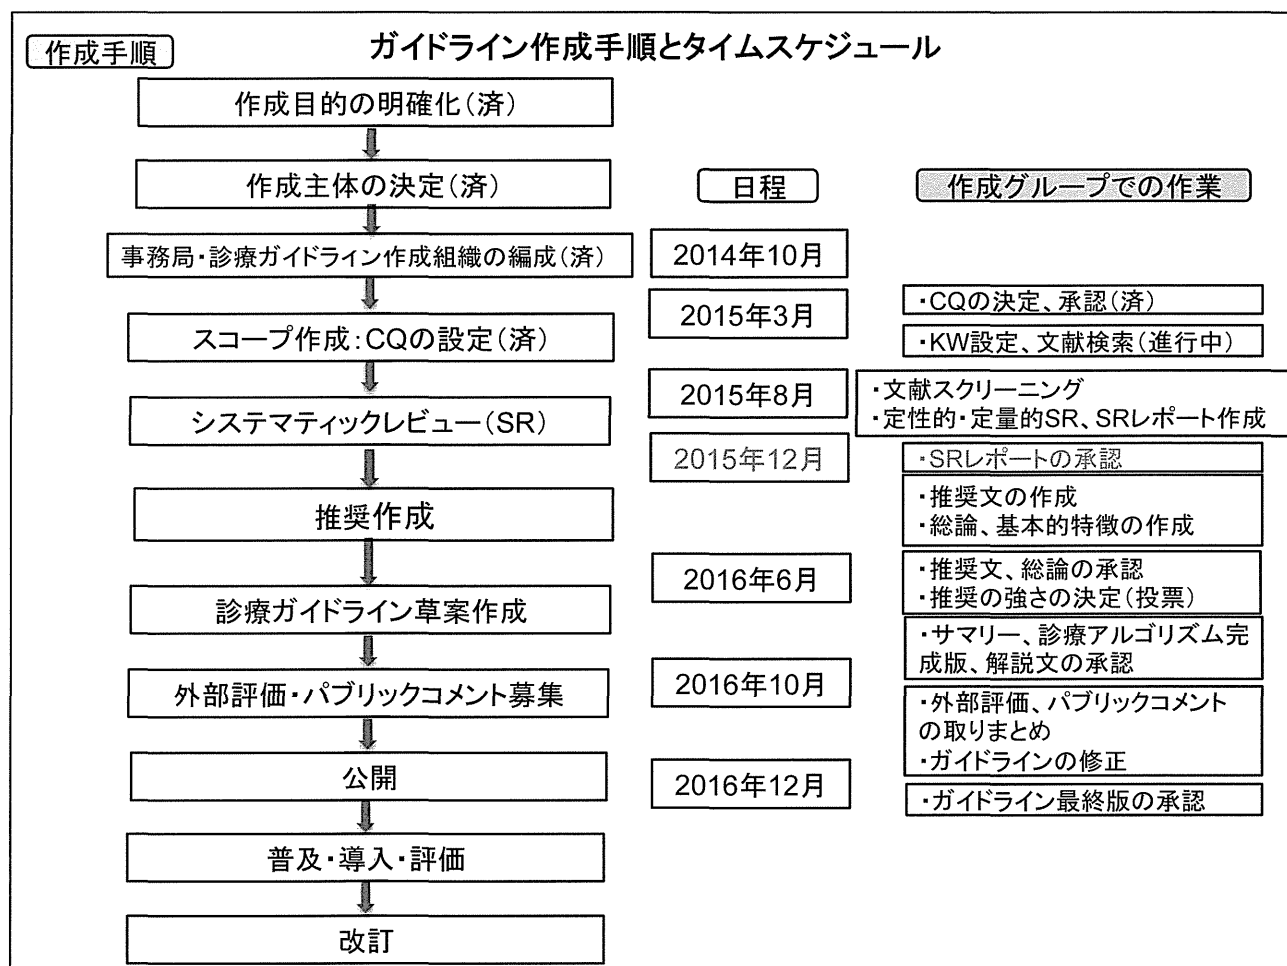 ガイドライン作成手順とタイムスケジュール
作成手順
作成目的の明確化(済)
作成主体の決定(済)
事務局・診療ガイドライン作成組織の編成(済)
スコープ作成:CQの設定(済)
システマティックレビュー(SR)
推奨作成
診療ガイドライン草案作成
外部評価・パブリックコメント募集
公開
普及・導入・評価
改訂
日程
2014年10月
2015年3月
2015年8月
2015年12月
2016年6月
2016年10月
2016年12月
作成グループでの作業
・CQの決定、承認(済)
・KW設定、文献検索(進行中)
・文献スクリーニング
・定性的・定量的SR、SRレポート作成
・SRレポートの承認
・推奨文の作成
・総論、基本的特徴の作成
・推奨文、総論の承認
・推奨の強さの決定(投票)
・サマリー、診療アルゴリズム完
成版、解説文の承認
・外部評価、パブリックコメント
の取りまとめ
・ガイドラインの修正
・ガイドライン最終版の承認